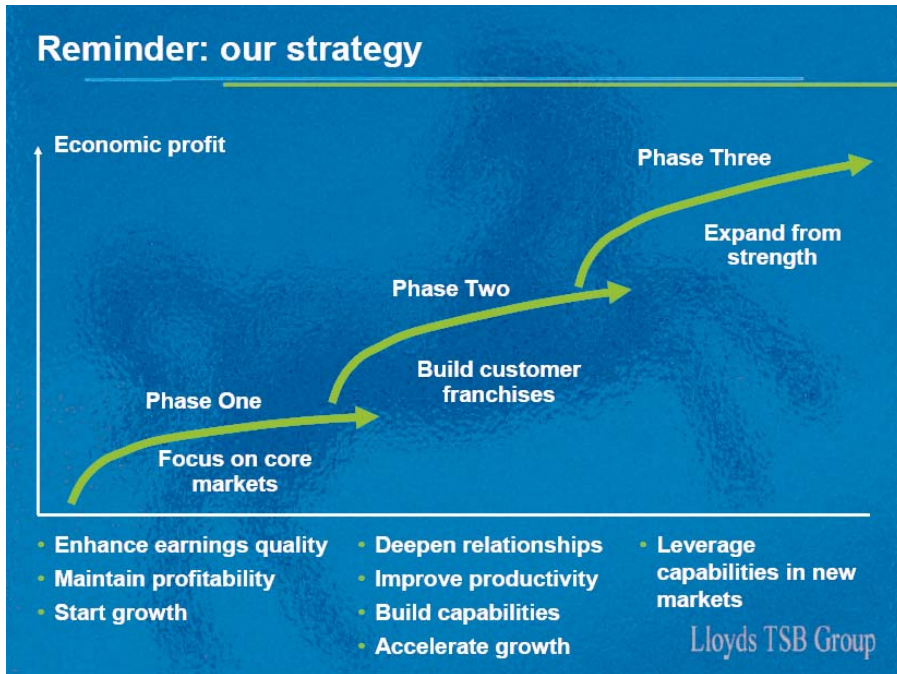 Reminder: our strategy
Economic profit
Phase One
Focus on core
markets
Phase Two
Build customer
franchises
Phase Three
Expand from
strength
• Enhance earnings quality
• Maintain profitability
• Start growth
• Deepen relationships
• Improve productivity
• Build capabilities
• Accelerate growth
• Leverage
capabilities in new
markets
Lloyds TSB Group